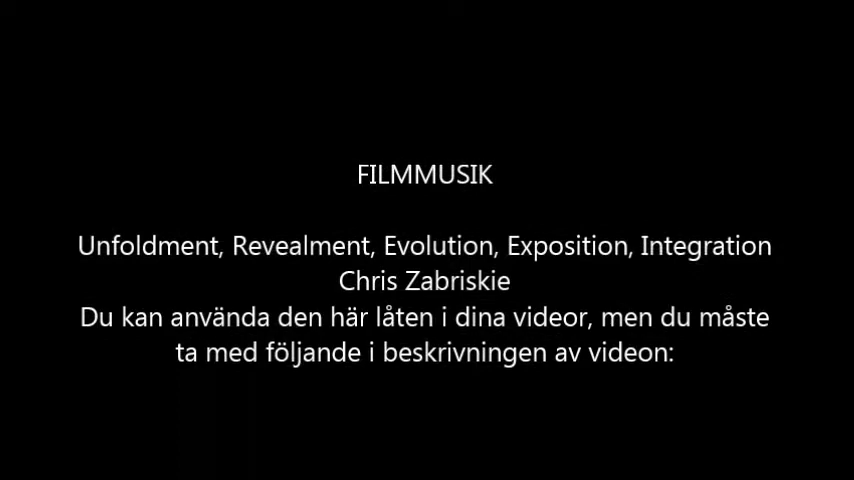 FILMMUSIK
Unfoldment, Revealment, Evolution, Exposition, Integration
Chris Zabriskie
Du kan använda den här låten i dina videor, men du måste
ta med följande i beskrivningen av videon: